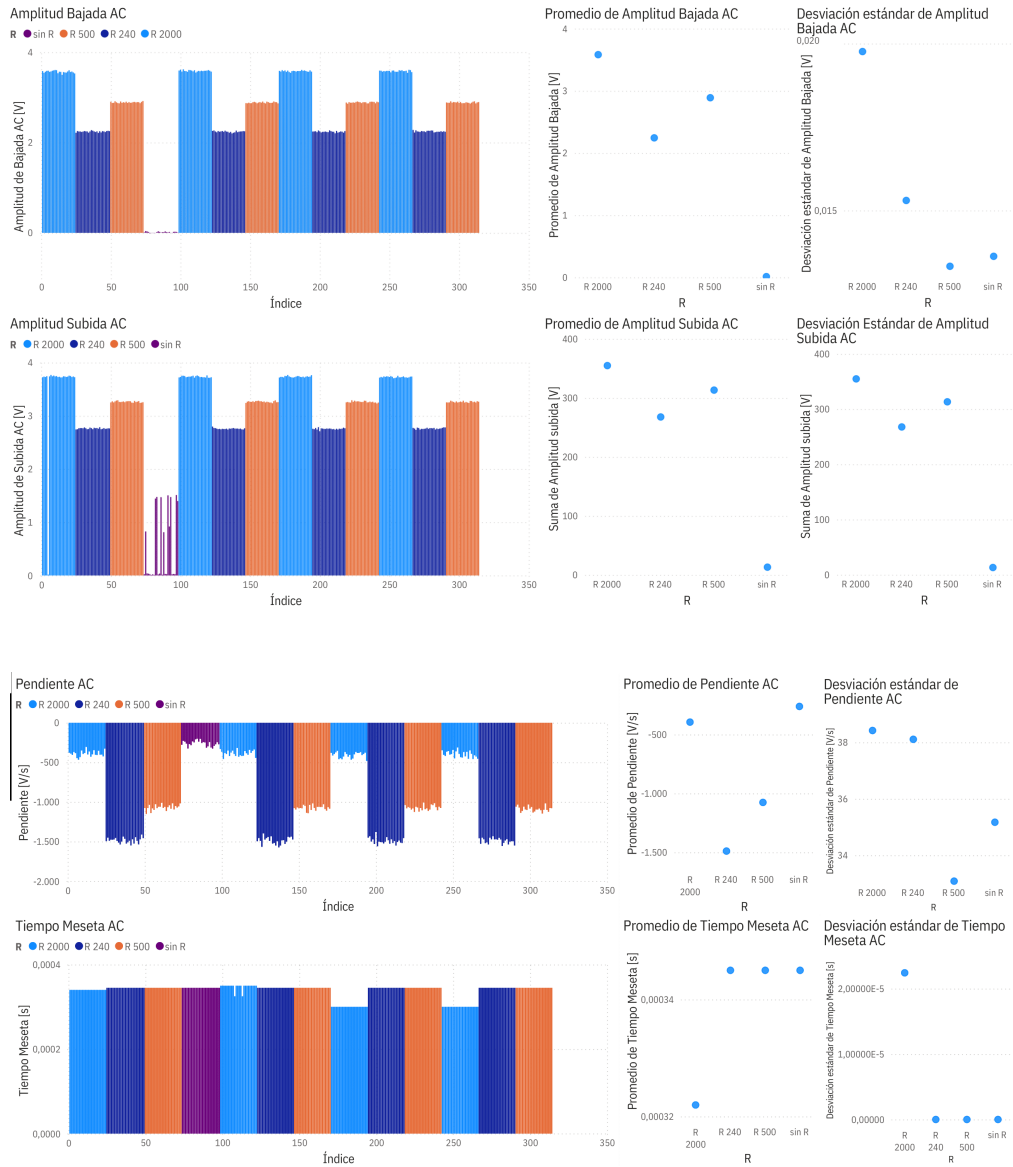 Amplitud Bajada AC
R sin R R 500 R 240 R 2000
Amplitud de Bajada AC [V]
4
2
0
0 50 100 150 200 250 300 350
Índice
Promedio de Amplitud Bajada AC
Promedio de Amplitud Bajada [V]
4
3
2
1
0
R 2000 R 240 R 500 sin R
R
Desviación estándar de Amplitud
Bajada AC
Desviación estándar de Amplitud Bajada [V]
0,020
0,015
R 2000 R 240 R 500 sin R
R
Amplitud Subida AC
R R 2000 R 240 R 500 sin R
Amplitud de Subida AC [V]
4
3
2
1
0
0 50 100 150 200 250 300 350
Índice
Promedio de Amplitud Subida AC
Suma de Amplitud subida [V]
400
300
200
100
0
R 2000 R 240 R 500 sin R
R
Desviación Estándar de Amplitud
Subida AC
Suma de Amplitud subida [V]
400
300
200
100
0
R 2000 R 240 R 500 sin R
R
Pendiente AC
R R 2000 R 240 R 500 sin R
Pendiente [V/s]
0
-500
-1.000
-1.500
-2.000
0 50 100 150 200 250 300 350
Índice
Promedio de Pendiente AC
Promedio de Pendiente [V/s]
-500
-1.000
-1.500
R
2000
R 240 R 500 sin R
R
Desviación estándar de
Pendiente AC
Desviación estándar de Pendiente [V/s]
38
36
34
R 2000 R 240 R 500 sin R
R
Tiempo Meseta AC
R R 2000 R 240 R 500 sin R
Tiempo Meseta [s]
0,0004
0,0002
0,0000
0 50 100 150 200 250 300 350
Índice
Promedio de Tiempo Meseta AC
Promedio de Tiempo Meseta [s]
0,00034
0,00032
R
2000
R 240 R 500 sin R
R
Desviación estándar de Tiempo
Meseta AC
Desviación estándar de Tiempo Meseta [s]
2,00000E-5
1,00000E-5
0,00000
R
2000
R
240
R
500
sin R
R